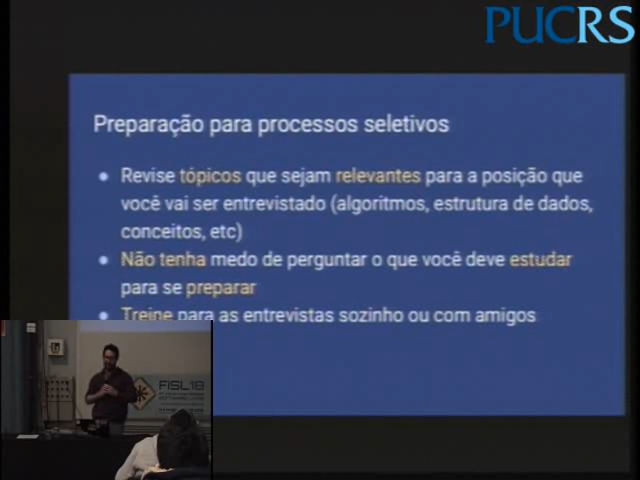 PUCRS
Preparação para processos seletivos
• Revise tópicos que sejam relevantes para a posição que
você vai ser entrevistado (algoritmos, estrutura de dados,
conceitos, etc)
• Não tenha medo de perguntar o que você deve estudar
para se preparar
• Treine para as entrevistas sozinho ou com amigos
FISL18